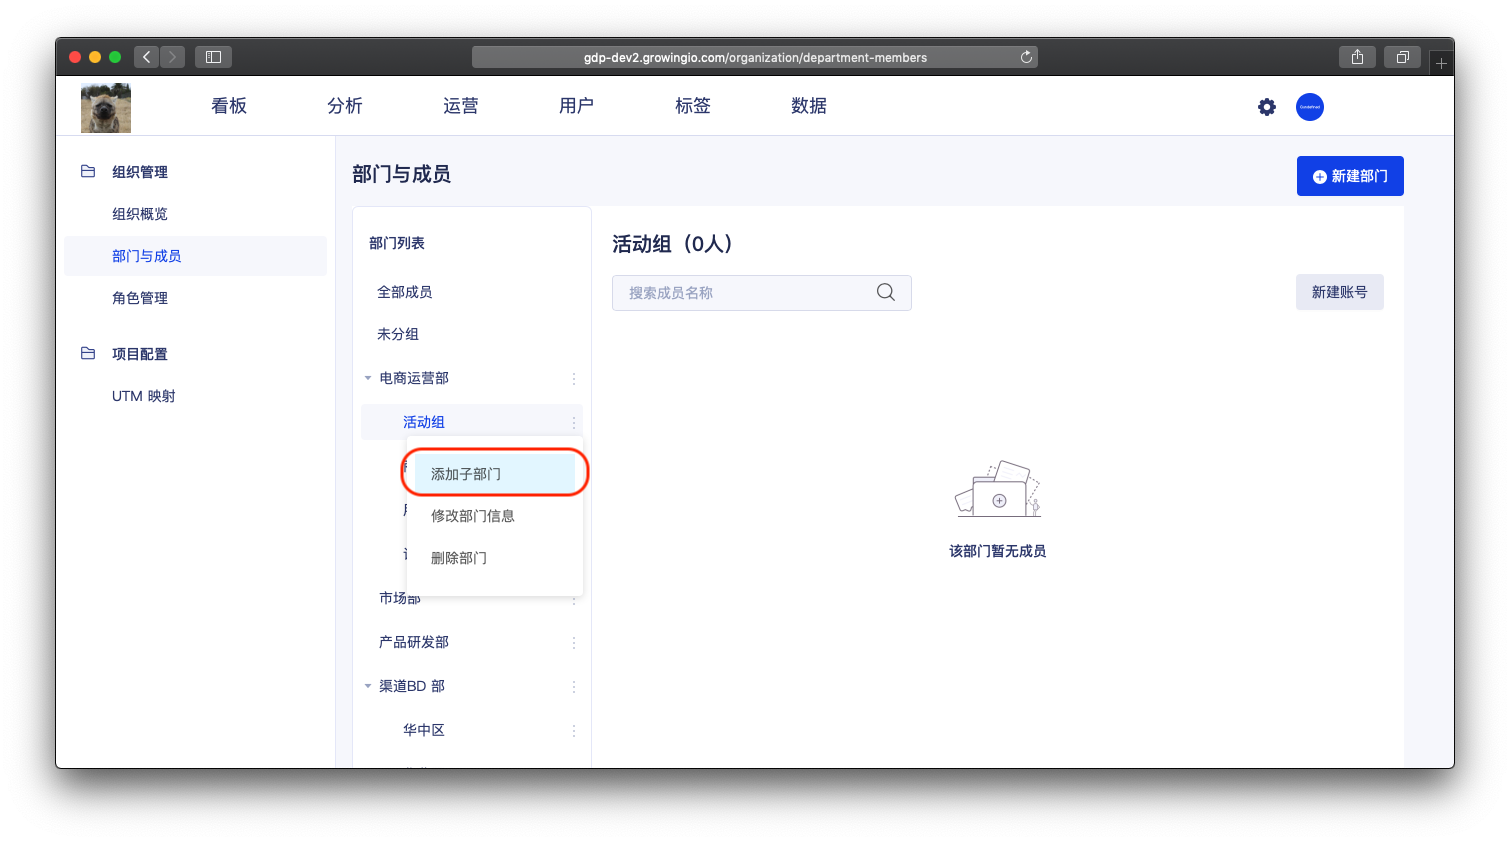 gdp-dev2.growingio.com/organization/department-members
看板
分析
运营
用户
标签
数据
组织管理
组织概览
部门与成员
角色管理
项目配置
UTM 映射
部门与成员
新建部门
部门列表
全部成员
未分组
电商运营部
活动组
添加子部门
修改部门信息
删除部门
市场部
产品研发部
渠道BD 部
华中区
活动组（0人）
搜索成员名称
新建账号
该部门暂无成员